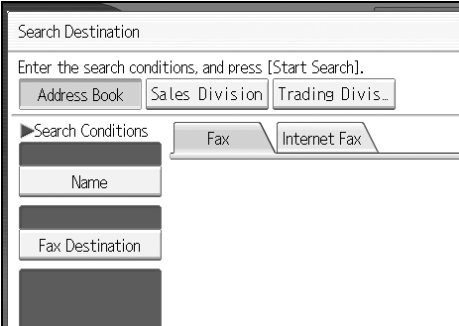 Search Destination
Enter the search conditions, and press [Start Search].
Address Book Sales Division Trading Divis...
▶Search Conditions
Fax Internet Fax
Name
Fax Destination